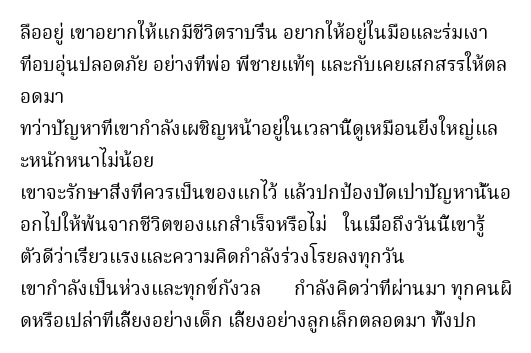 ลืออยู่ เขาอยากให้แกมีชีวิตราบรื่น อยากให้อยู่ในมือและร่มเงา
ที่อบอุ่นปลอดภัย อย่างที่พ่อ พี่ชายแท้ๆ และกับเคยเสกสรรให้ตล
อดมา
ทว่าปัญหาที่เขากำลังเผชิญหน้าอยู่ในเวลานี้ดูเหมือนยิ่งใหญ่แล
ะหนักหนาไม่น้อย
เขาจะรักษาสิ่งที่ควรเป็นของแกไว้ แล้วปกป้องปัดเป่าปัญหานั้นอ
อกไปให้พ้นจากชีวิตของแกสำเร็จหรือไม่ ในเมื่อถึงวันนี้เขารู้
ตัวดีว่าเรี่ยวแรงและความคิดกำลังร่วงโรยลงทุกวัน
เขากำลังเป็นห่วงและทุกข์กังวล กำลังคิดว่าที่ผ่านมา ทุกคนผิ
ดหรือเปล่าที่เลี้ยงอย่างเด็ก เลี้ยงอย่างลูกเล็กตลอดมา ทั้งปก